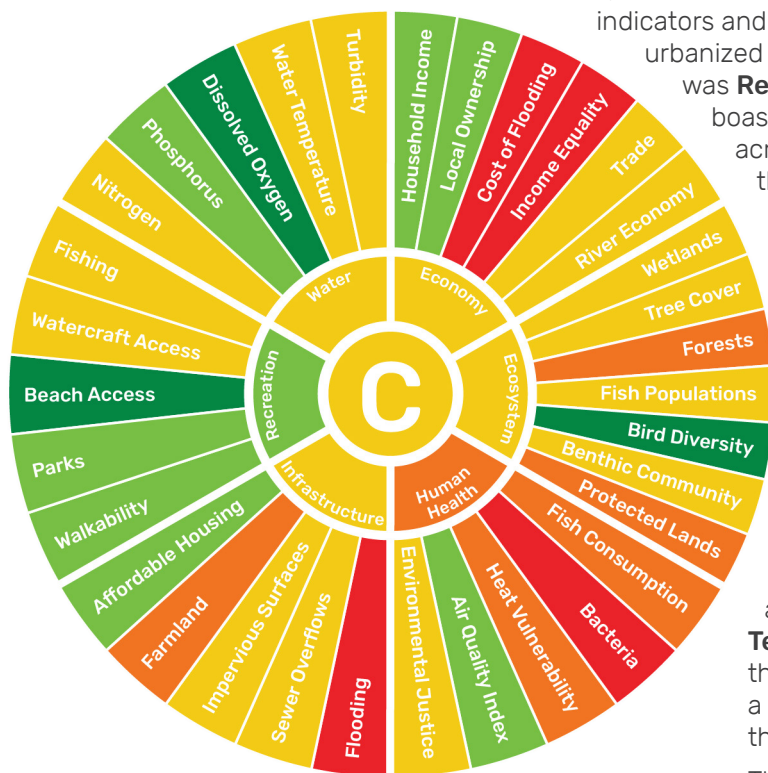 indicators and
urbanized
was Re
boas
acr
th
Turbidity
Water Temperature
Dissolved Oxygen
Phosphorus
Nitrogen
Fishing
Watercraft Access
Beach Access
Parks
Walkability
Affordable Housing
Farmland
Impervious Surfaces
Sewer Overflows
Flooding
Household Income
Local Ownership
Cost of Flooding
Income Equality
Trade
River Economy
Wetlands
Tree Cover
Forests
Fish Populations
Bird Diversity
Benthic Community
Protected Lands
Fish Consumption
Bacteria
Heat Vulnerability
Air Quality Index
Environmental Justice
Water
Economy
Recreation
Ecosystem
Infrastructure
Human
Health
C
a
Te
th
a
th